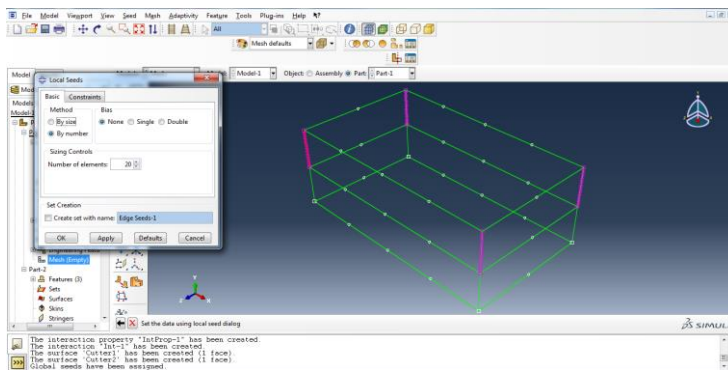 File Model Viewport View Seed Mesh Adaptivity Feature Tools Plug-ins Help
All
Mesh defaults
Model Model-1 Object: Assembly Part: Part-1
Local Seeds
Basic Constraints
Method Bias
By size None Single Double
By number
Sizing Controls
Number of elements: 20
Set Creation
Create set with name: Edge Seeds-1
OK Apply Defaults Cancel
Mesh (Empty)
Part-2
Features (3)
Sets
Surfaces
Skins
Stringers
Y
Z X
Set the data using local seed dialog
SIMUL
The interaction property "IntProp-1" has been created.
The interaction "Int-1" has been created.
The surface 'Cutter1' has been created (1 face).
The surface 'Cutter2' has been created (1 face).
Global seeds have been assigned.